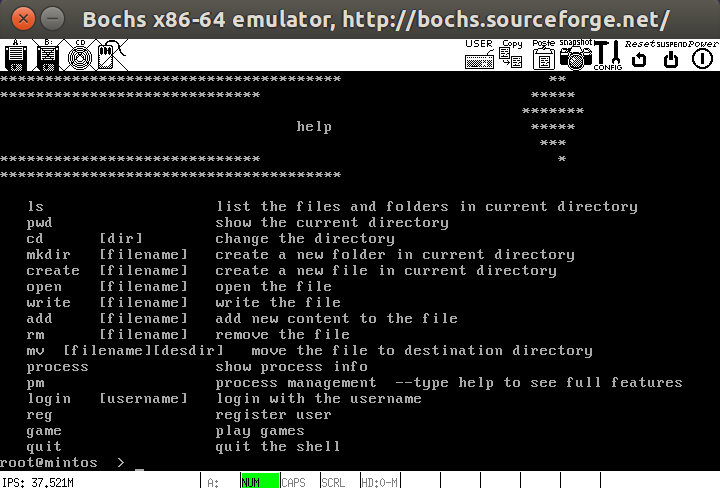 Bochs x86-64 emulator, http://bochs.sourceforge.net/
A: B: CD USER Copy Paste snapshot CONFIG Reset SUSPEND Power
************************************** **
***************************** *****
*******
help *****
***
***************************** *
**************************************
ls list the files and folders in current directory
pwd show the current directory
cd [dir] change the directory
mkdir [filename] create a new folder in current directory
create [filename] create a new file in current directory
open [filename] open the file
write [filename] write the file
add [filename] add new content to the file
rm [filename] remove the file
mv [filename][desdir] move the file to destination directory
process show process info
pm process management --type help to see full features
login [username] login with the username
reg register user
game play games
quit quit the shell
root@mintos > _
IPS: 37.521M A: NUM CAPS SCRL HD:0-M